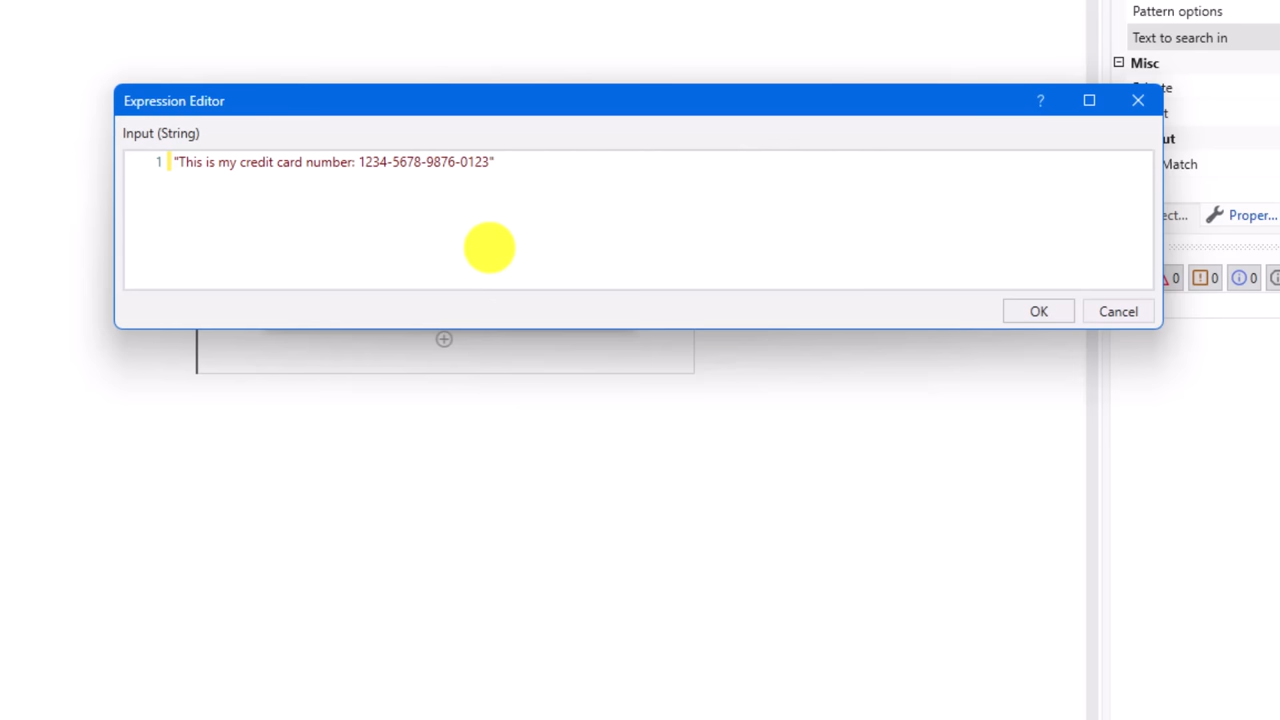 Pattern options
Text to search in
Misc
Expression Editor
?
Input (String)
1 "This is my credit card number: 1234-5678-9876-0123"
Match
Proper...
0 0 0
OK Cancel